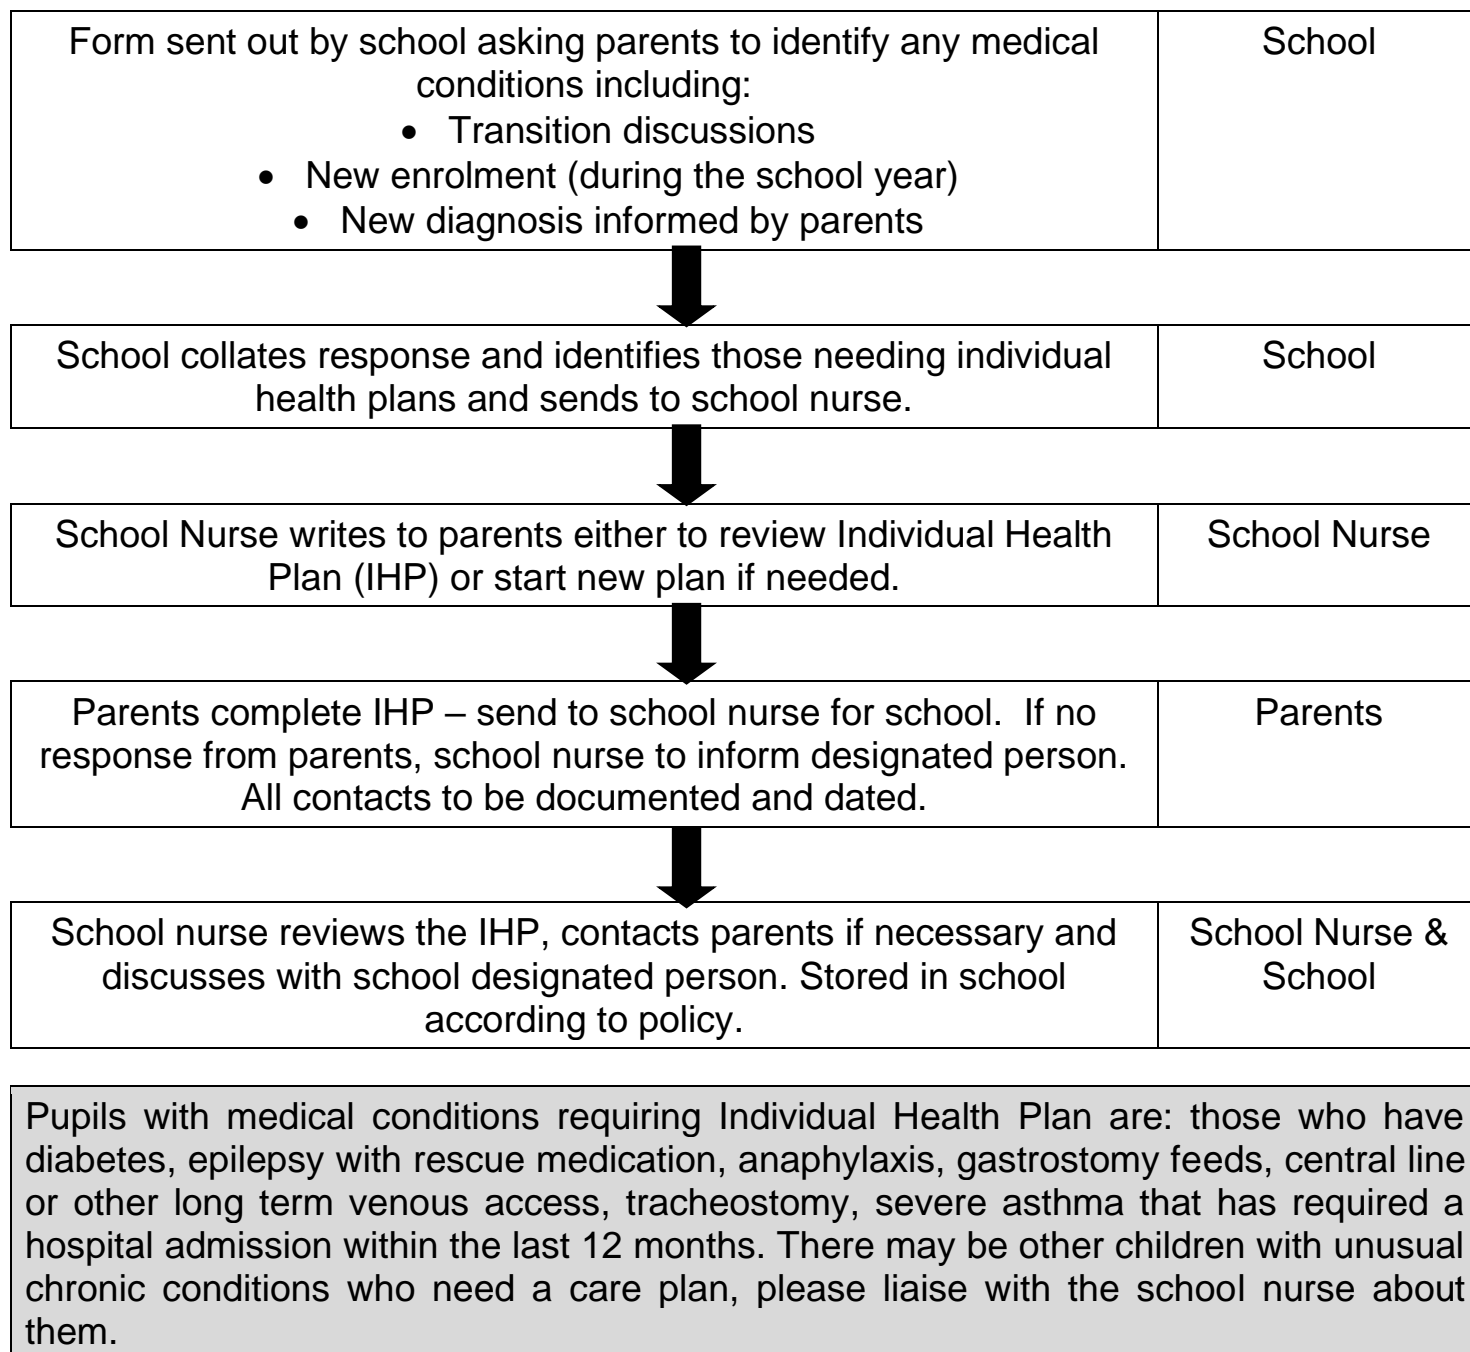 Form sent out by school asking parents to identify any medical
conditions including:
• Transition discussions
• New enrolment (during the school year)
• New diagnosis informed by parents
School
School collates response and identifies those needing individual
health plans and sends to school nurse.
School
School Nurse writes to parents either to review Individual Health
Plan (IHP) or start new plan if needed.
School Nurse
Parents complete IHP – send to school nurse for school.  If no
response from parents, school nurse to inform designated person.
All contacts to be documented and dated.
Parents
School nurse reviews the IHP, contacts parents if necessary and
discusses with school designated person. Stored in school
according to policy.
School Nurse &
School
Pupils with medical conditions requiring Individual Health Plan are: those who have
diabetes, epilepsy with rescue medication, anaphylaxis, gastrostomy feeds, central line
or other long term venous access, tracheostomy, severe asthma that has required a
hospital admission within the last 12 months. There may be other children with unusual
chronic conditions who need a care plan, please liaise with the school nurse about
them.